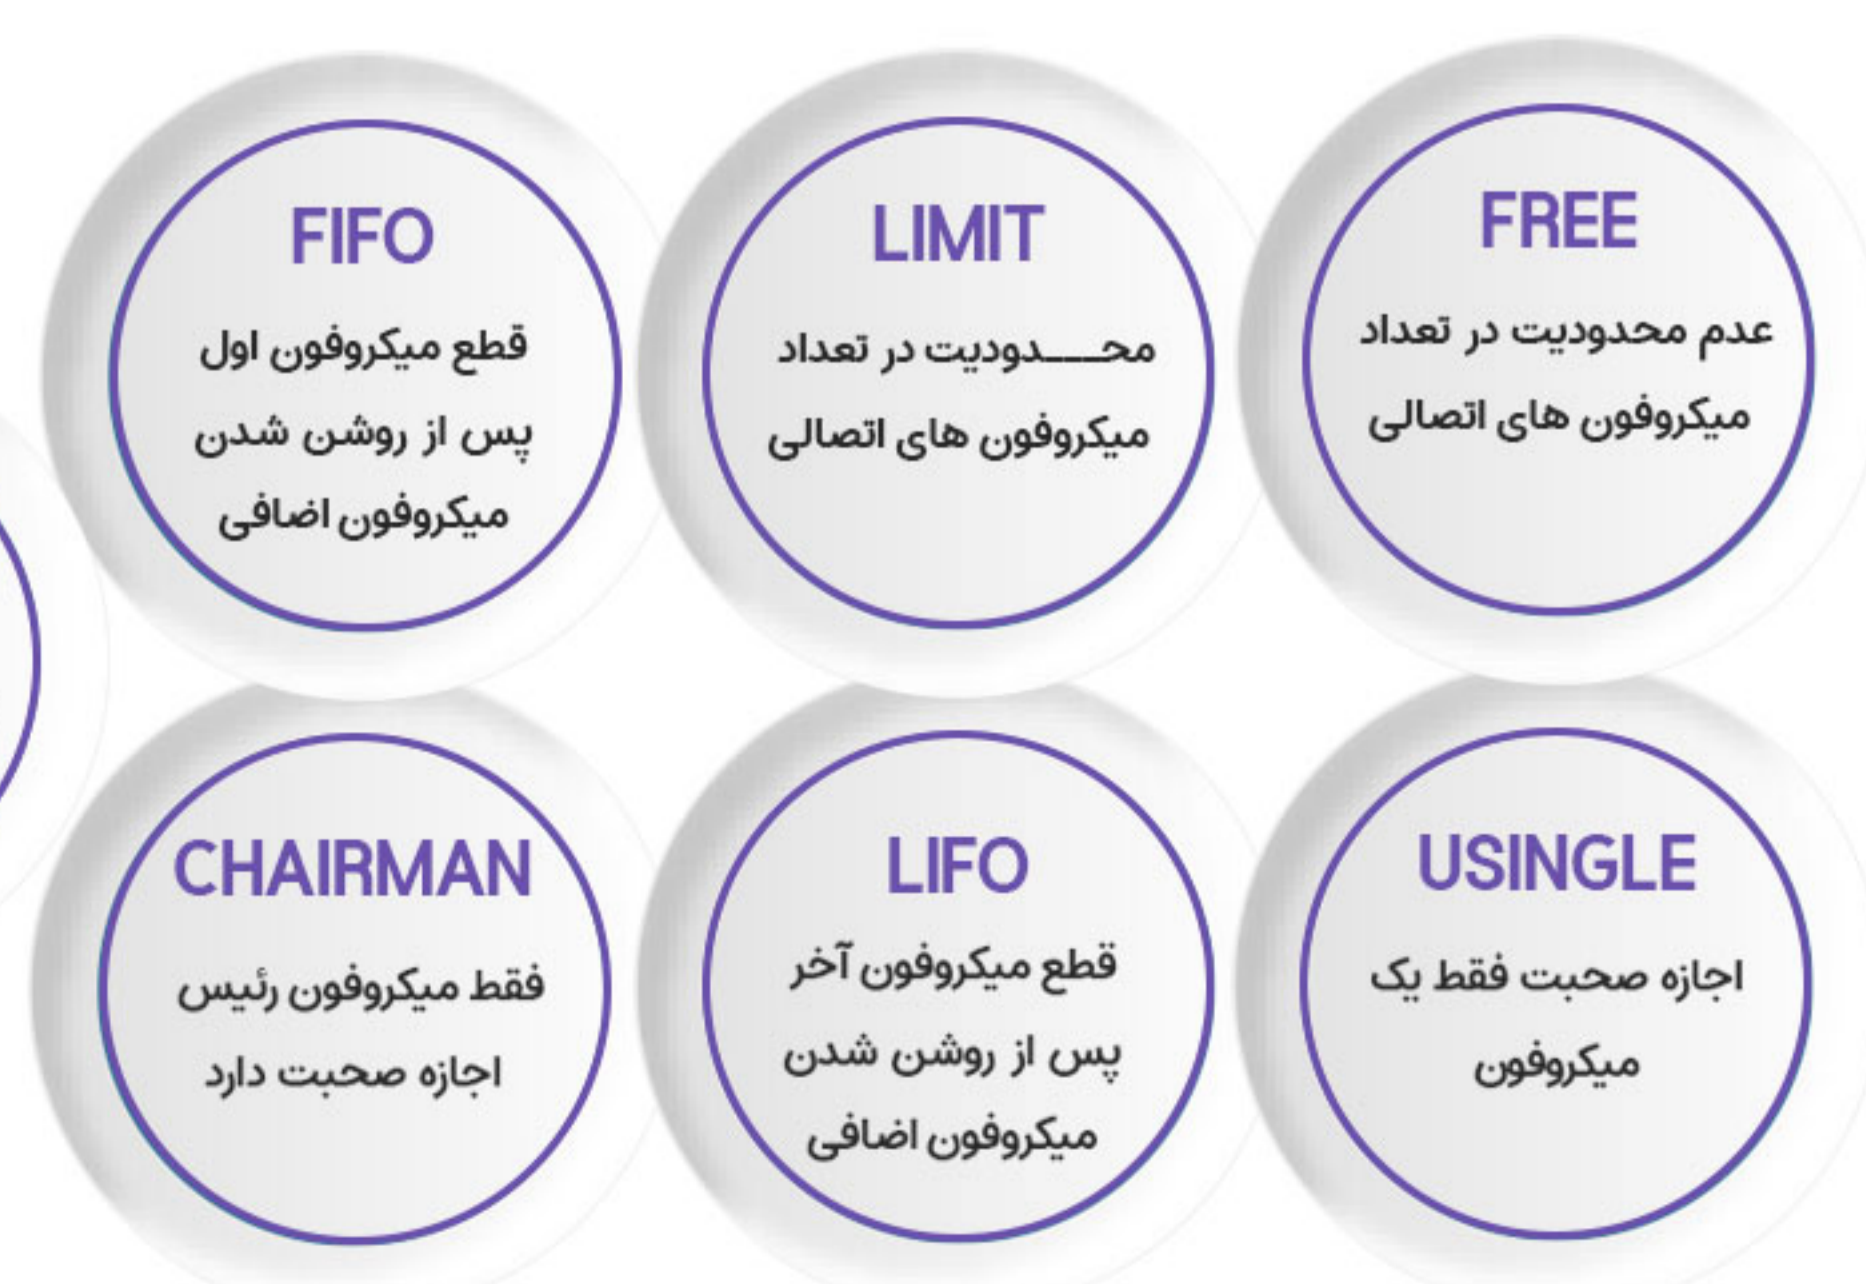 FREE
عدم محدودیت در تعداد
میکروفون های اتصالی
LIMIT
محـــدودیت در تعداد
میکروفون های اتصالی
FIFO
قطع میکروفون اول
پس از روشن شدن
میکروفون اضافی
USINGLE
اجازه صحبت فقط یک
میکروفون
LIFO
قطع میکروفون آخر
پس از روشن شدن
میکروفون اضافی
CHAIRMAN
فقط میکروفون رئیس
اجازه صحبت دارد